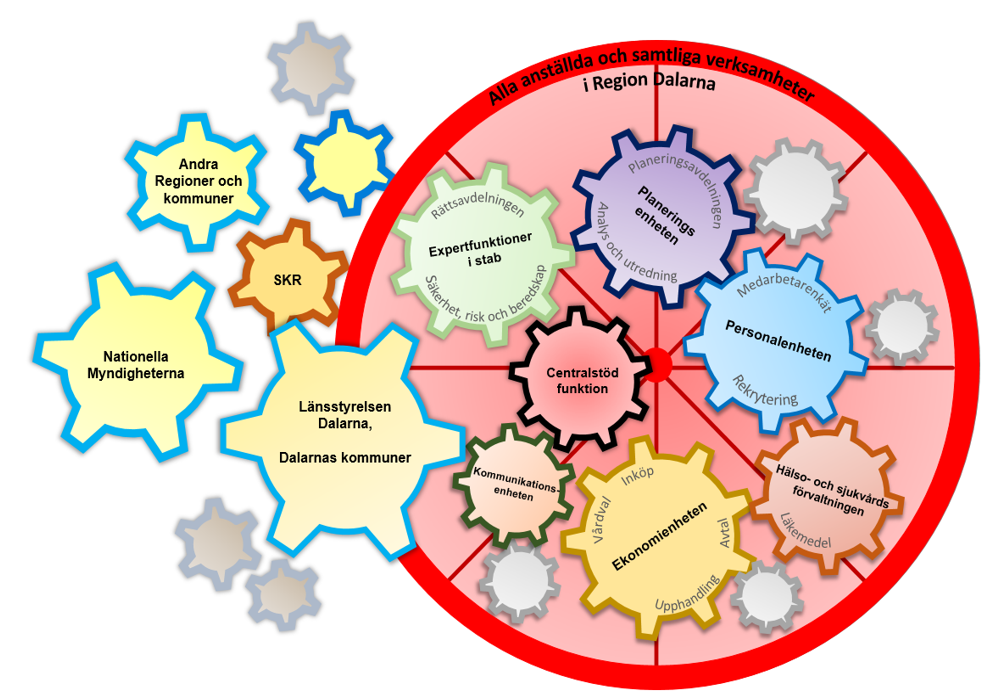 Alla anställda och samtliga verksamheter
i Region Dalarna
Andra
Regioner och
kommuner
SKR
Nationella
Myndigheterna
Länsstyrelsen
Dalarna,
Dalarnas kommuner
Rättsavdelningen
Expertfunktioner
i stab
Säkerhet, risk och beredskap
Planeringsavdelningen
Planerings
enheten
Analys och utredning
Medarbetarenkät
Personalenheten
Rekrytering
Centralstöd
funktion
Kommunikations-
enheten
Inköp
Vårdval
Ekonomienheten
Avtal
Upphandling
Hälso- och sjukvårds
förvaltningen
Läkemedel